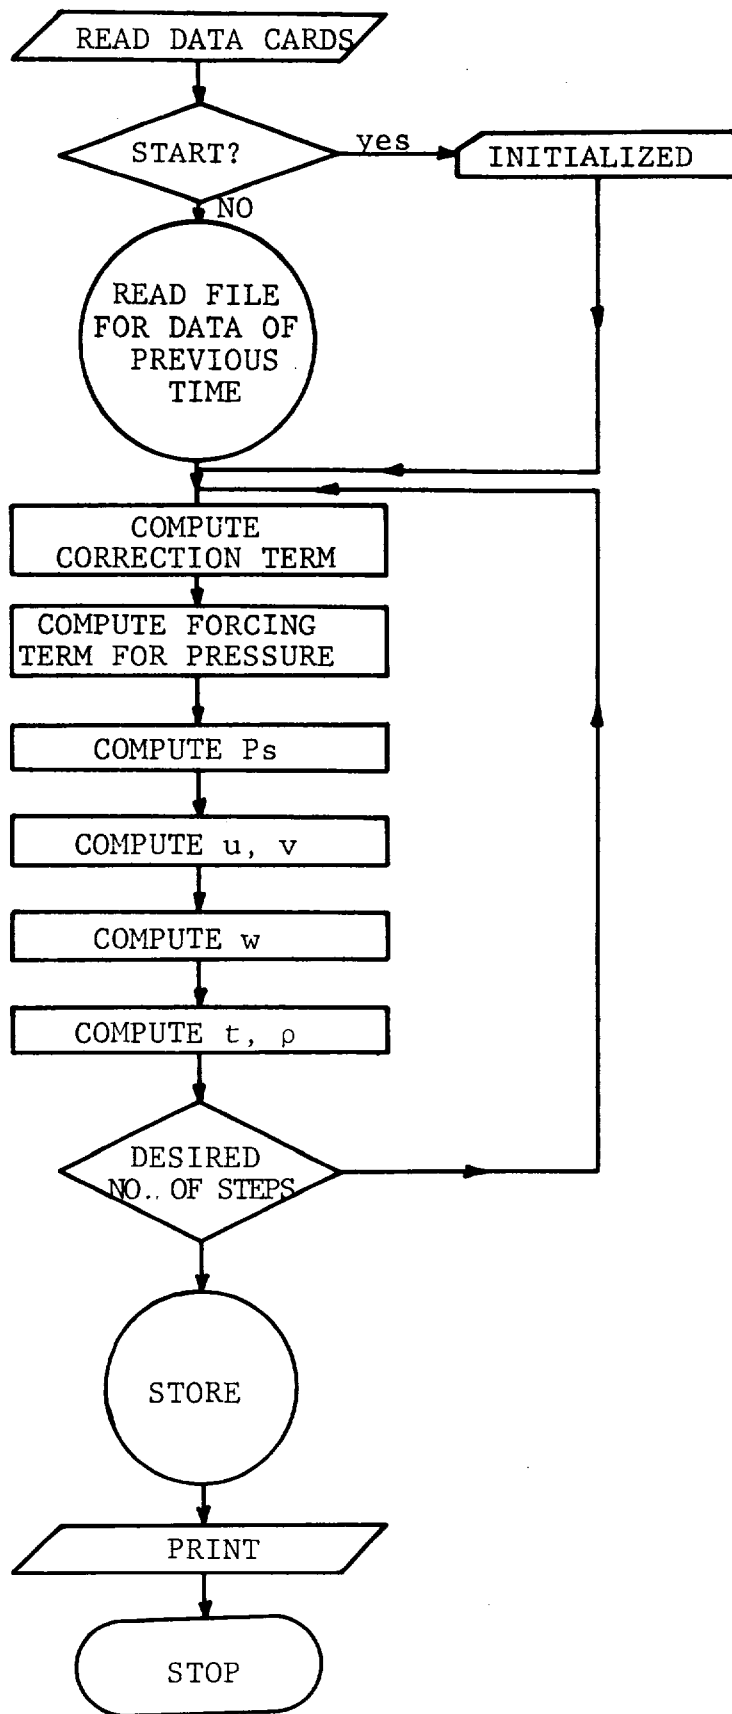 READ DATA CARDS
START?
yes
INITIALIZED
NO
READ FILE
FOR DATA OF
PREVIOUS
TIME
COMPUTE
CORRECTION TERM
COMPUTE FORCING
TERM FOR PRESSURE
COMPUTE Ps
COMPUTE u, v
COMPUTE w
COMPUTE t, ρ
DESIRED
NO.. OF STEPS
STORE
PRINT
STOP